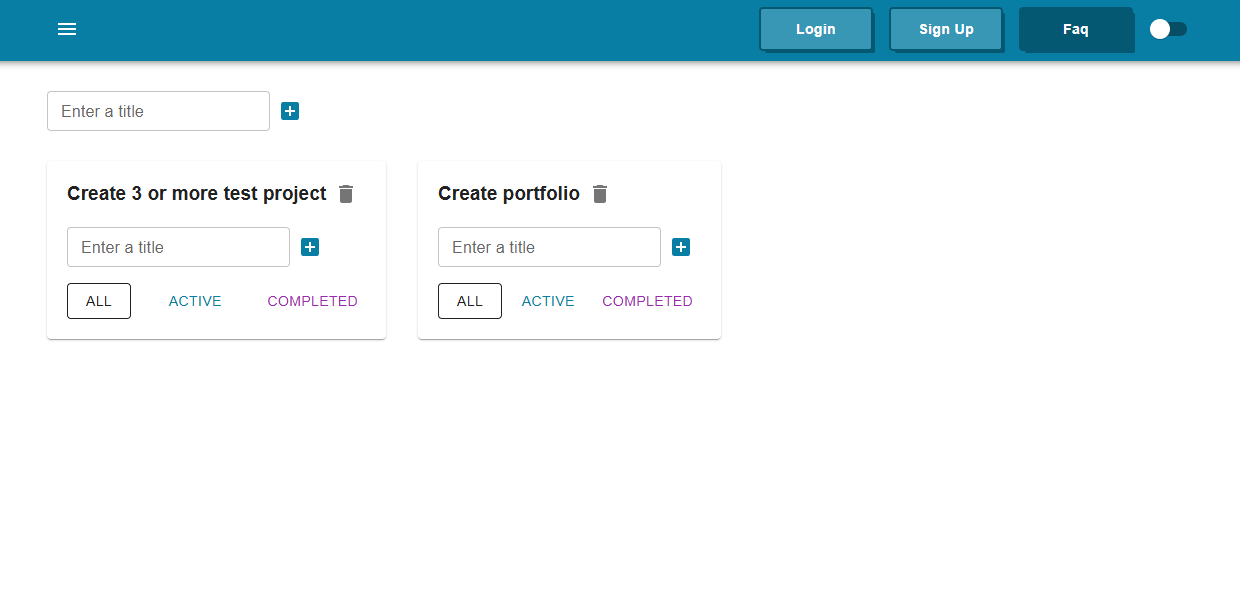 Login
Sign Up
Faq
Enter a title
Create 3 or more test project
Enter a title
ALL
ACTIVE
COMPLETED
Create portfolio
Enter a title
ALL
ACTIVE
COMPLETED